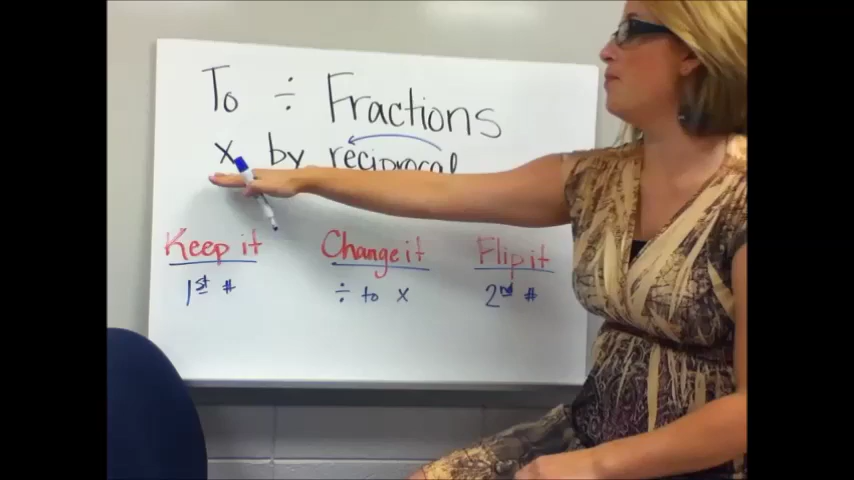 To ÷ Fractions
x by reciprocal
Keep it Change it Flip it
1st # ÷ to x 2nd #